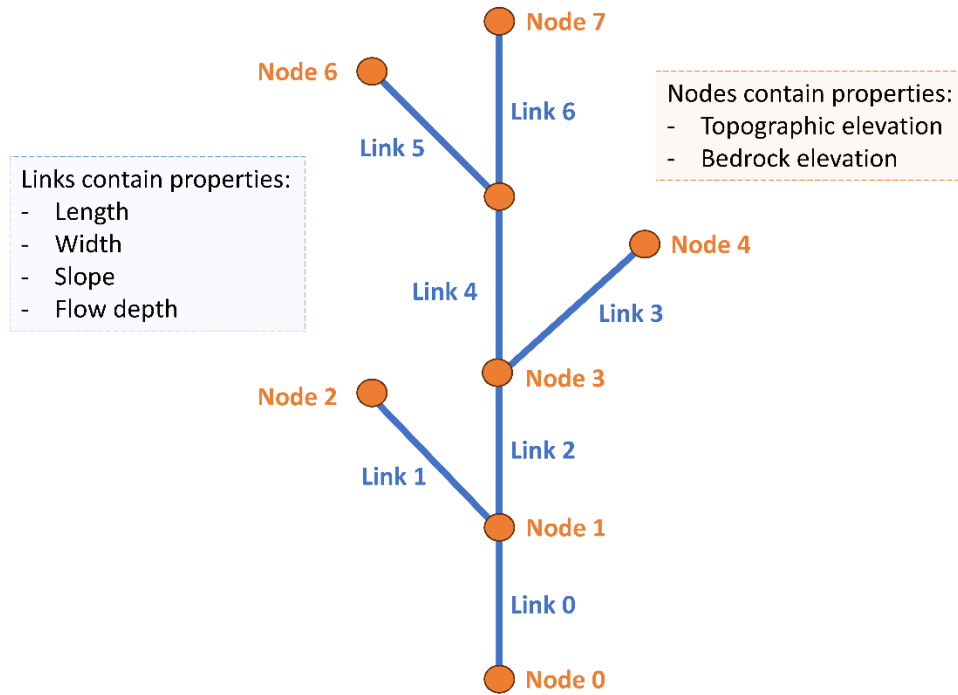 Node 7
Node 6
Link 6
Link 5
Nodes contain properties:
- Topographic elevation
- Bedrock elevation
Links contain properties:
- Length
- Width
- Slope
- Flow depth
Node 4
Link 4
Link 3
Node 3
Node 2
Link 2
Link 1
Node 1
Link 0
Node 0